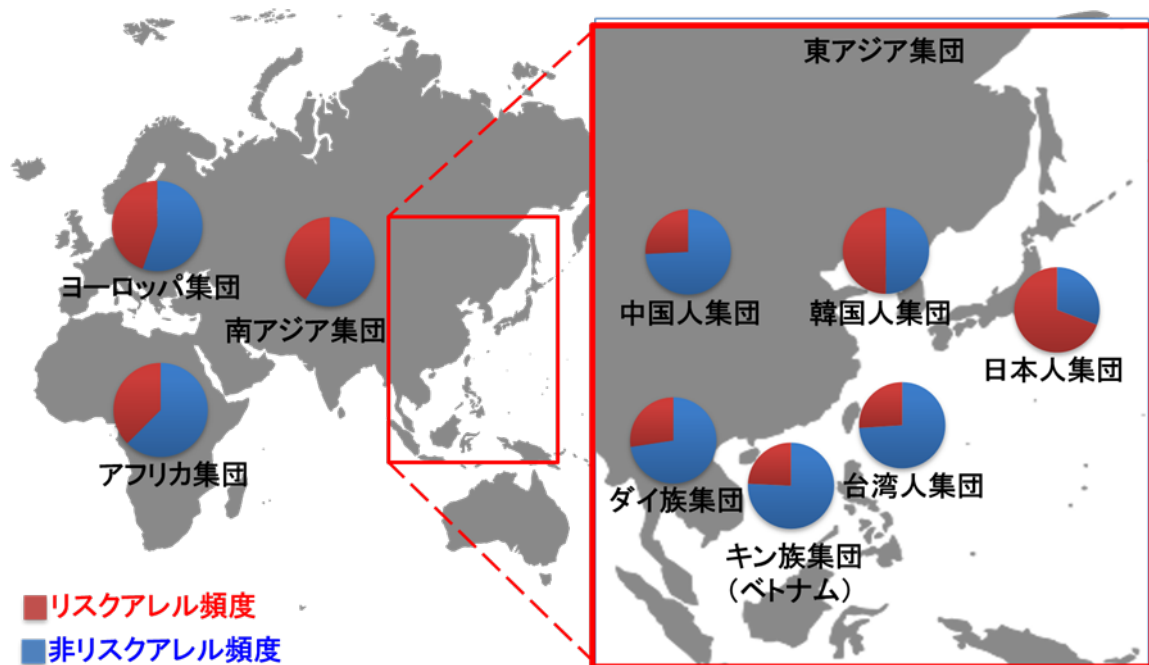 東アジア集団
ヨーロッパ集団
南アジア集団
アフリカ集団
中国人集団
韓国人集団
日本人集団
ダイ族集団
台湾人集団
キン族集団
(ベトナム)
リスクアレル頻度
非リスクアレル頻度